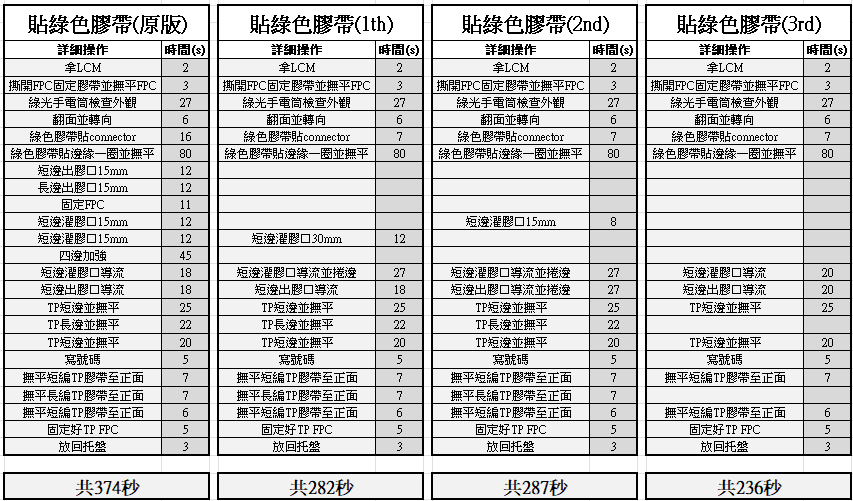 貼綠色膠帶(原版)
詳細操作 時間(s)
拿LCM 2
撕開FPC固定膠帶並撫平FPC 3
綠光手電筒檢查外觀 27
翻面並轉向 6
綠色膠帶貼connector 16
綠色膠帶貼邊緣一圈並撫平 80
短邊出膠口15mm 12
長邊出膠口15mm 12
固定FPC 11
短邊灌膠口15mm 12
短邊灌膠口15mm 12
四邊加強 45
短邊灌膠口導流 18
短邊出膠口導流 18
TP短邊並撫平 25
TP長邊並撫平 22
TP短邊並撫平 20
寫號碼 5
撫平短編TP膠帶至正面 7
撫平長編TP膠帶至正面 7
撫平短編TP膠帶至正面 6
固定好TP FPC 5
放回托盤 3
共374秒
貼綠色膠帶(1th)
詳細操作 時間(s)
拿LCM 2
撕開FPC固定膠帶並撫平FPC 3
綠光手電筒檢查外觀 27
翻面並轉向 6
綠色膠帶貼connector 7
綠色膠帶貼邊緣一圈並撫平 80
短邊灌膠口30mm 12
短邊灌膠口導流並捲邊 27
短邊出膠口導流 18
TP短邊並撫平 25
TP長邊並撫平 22
TP短邊並撫平 20
寫號碼 5
撫平短編TP膠帶至正面 7
撫平長編TP膠帶至正面 7
撫平短編TP膠帶至正面 6
固定好TP FPC 5
放回托盤 3
共282秒
貼綠色膠帶(2nd)
詳細操作 時間(s)
拿LCM 2
撕開FPC固定膠帶並撫平FPC 3
綠光手電筒檢查外觀 27
翻面並轉向 6
綠色膠帶貼connector 7
綠色膠帶貼邊緣一圈並撫平 80
短邊灌膠口15mm 8
短邊灌膠口導流並捲邊 27
短邊出膠口導流並捲邊 27
TP短邊並撫平 25
TP長邊並撫平 22
TP短邊並撫平 20
寫號碼 5
撫平短編TP膠帶至正面 7
撫平長編TP膠帶至正面 7
撫平短編TP膠帶至正面 6
固定好TP FPC 5
放回托盤 3
共287秒
貼綠色膠帶(3rd)
詳細操作 時間(s)
拿LCM 2
撕開FPC固定膠帶並撫平FPC 3
綠光手電筒檢查外觀 27
翻面並轉向 6
綠色膠帶貼connector 7
綠色膠帶貼邊緣一圈並撫平 80
短邊灌膠口導流 20
短邊出膠口導流 20
TP短邊並撫平 25
TP短邊並撫平 20
寫號碼 5
撫平短編TP膠帶至正面 7
撫平短編TP膠帶至正面 6
固定好TP FPC 5
放回托盤 3
共236秒